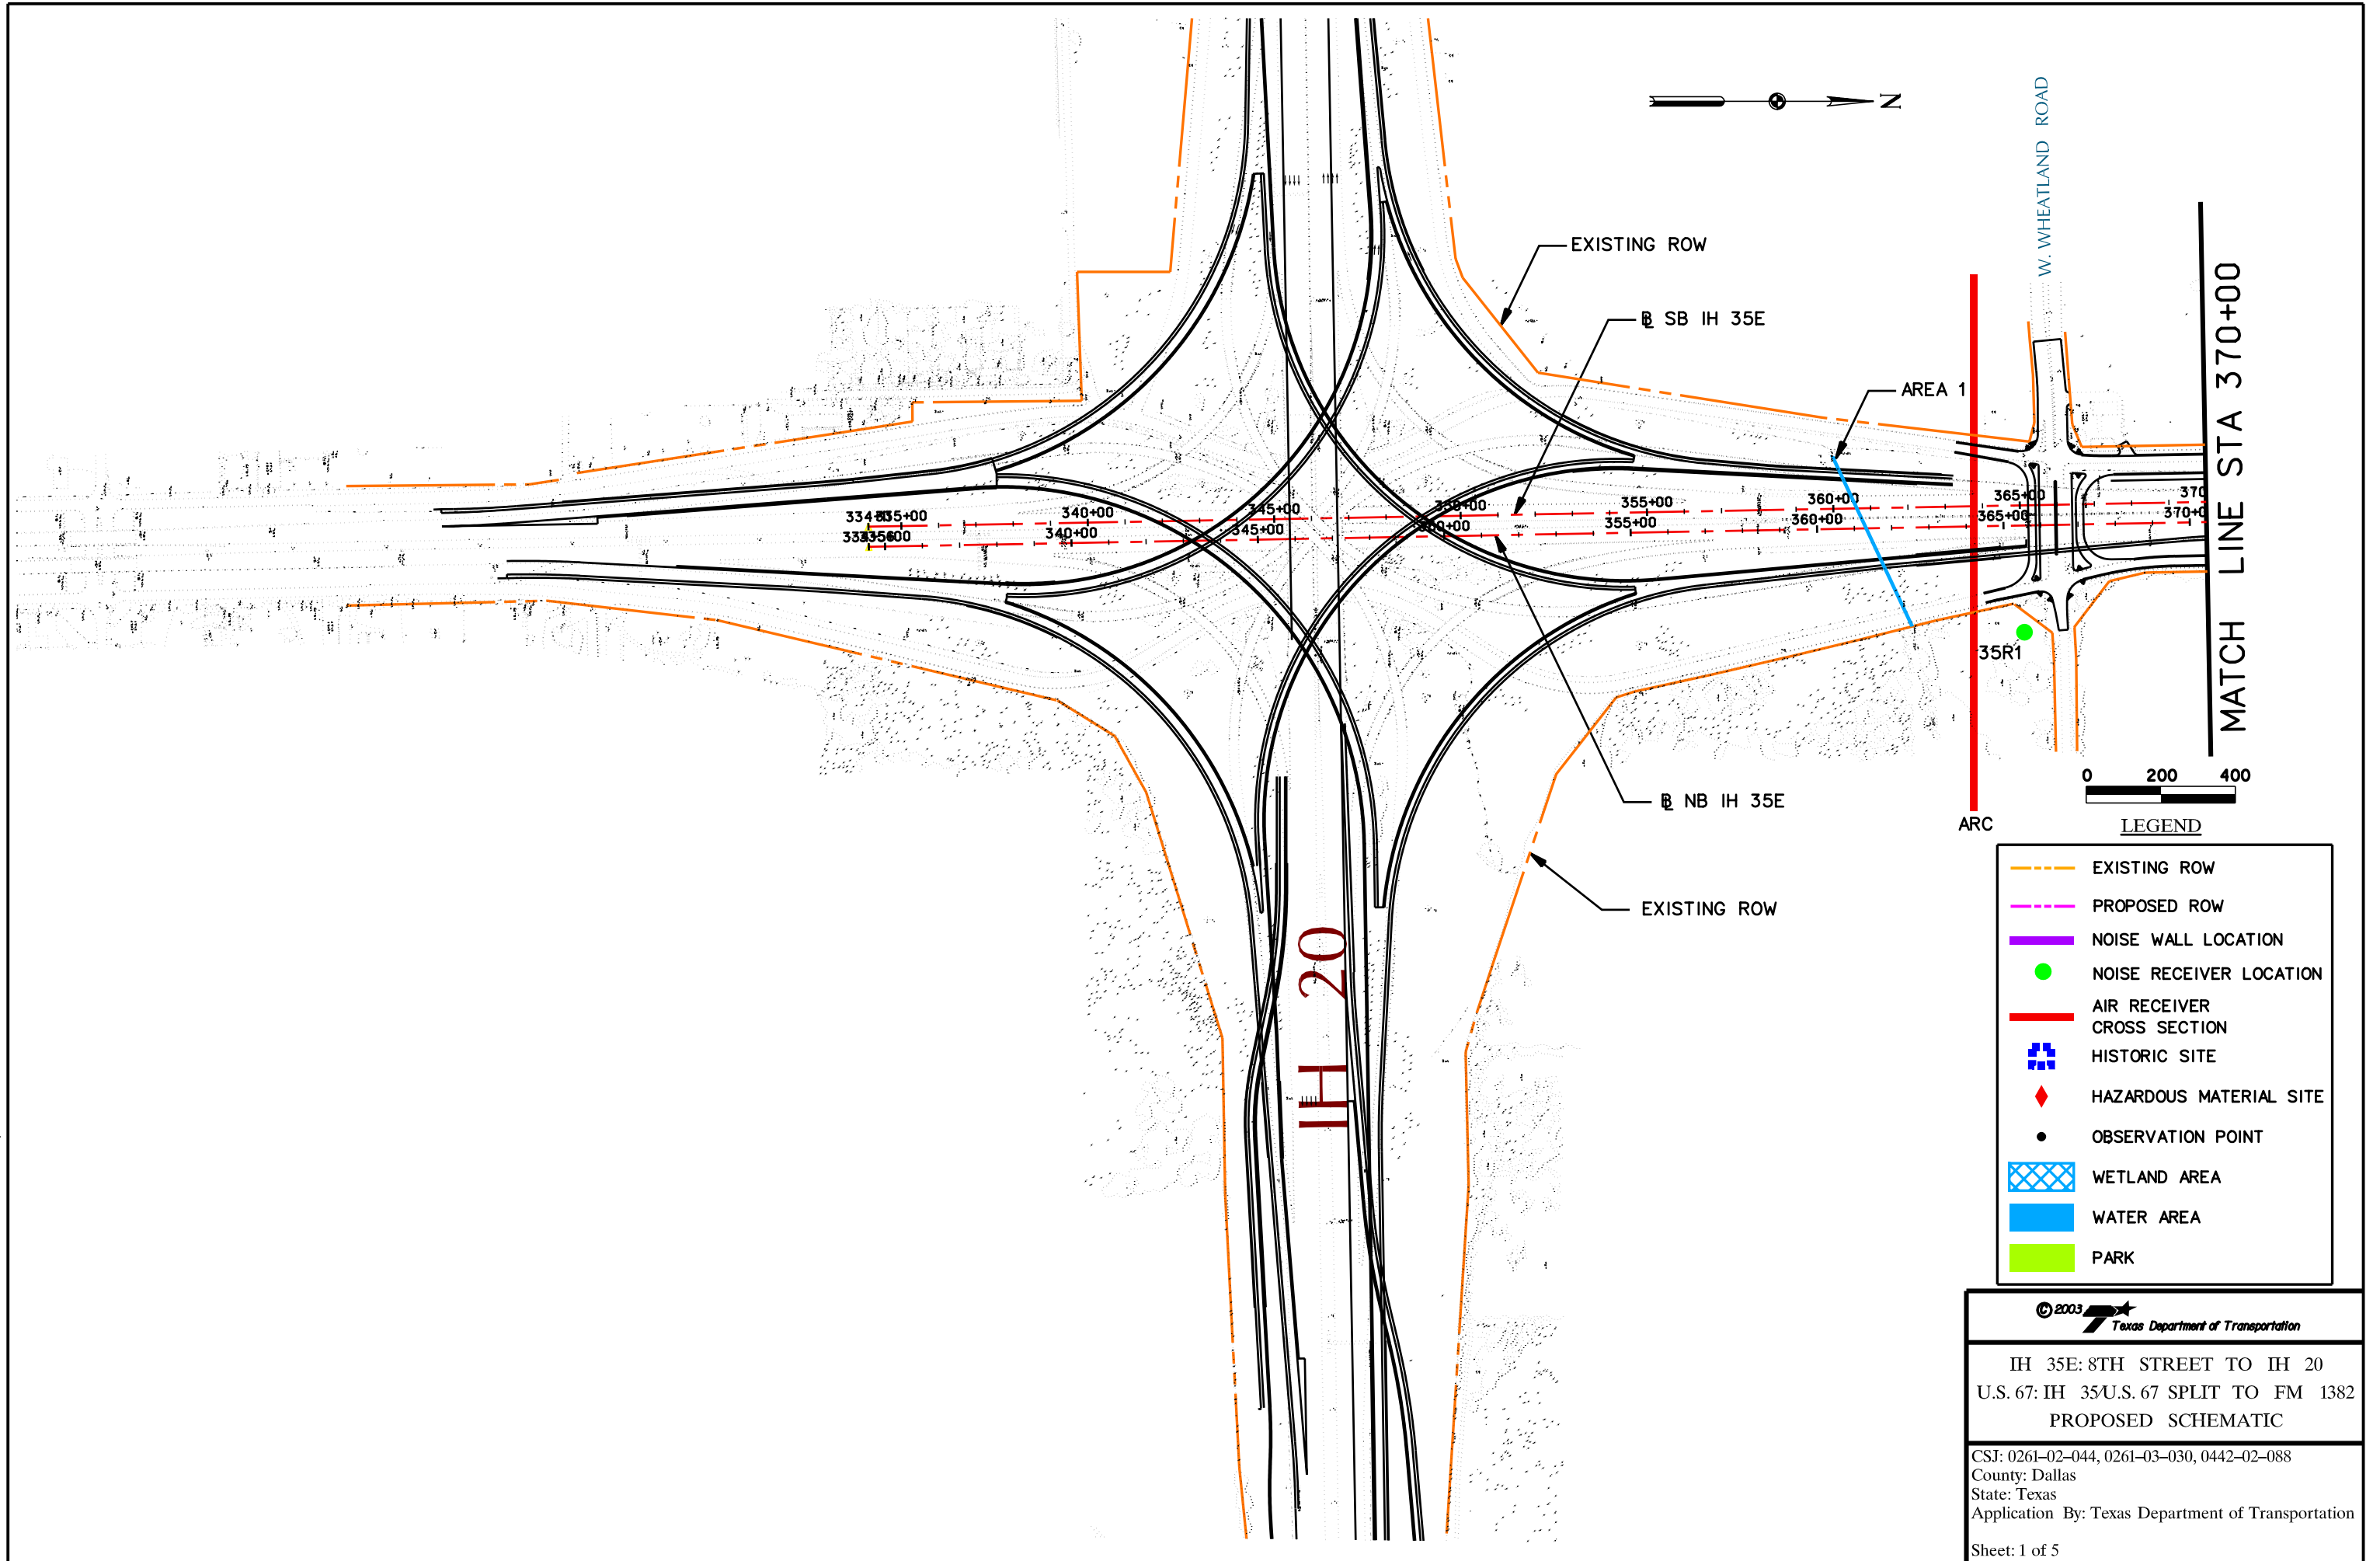 N
W. WHEATLAND ROAD
EXISTING ROW
BL SB IH 35E
AREA 1
MATCH LINE STA 370+00
335+00
340+00
345+00
350+00
355+00
360+00
365+00
340+00
345+00
355+00
360+00
365+00
35R1
BL NB IH 35E
ARC
EXISTING ROW
IH 20
0 200 400
LEGEND
EXISTING ROW
PROPOSED ROW
NOISE WALL LOCATION
NOISE RECEIVER LOCATION
AIR RECEIVER
CROSS SECTION
HISTORIC SITE
HAZARDOUS MATERIAL SITE
OBSERVATION POINT
WETLAND AREA
WATER AREA
PARK
© 2003
Texas Department of Transportation
IH 35E: 8TH STREET TO IH 20
U.S. 67: IH 35/U.S. 67 SPLIT TO FM 1382
PROPOSED SCHEMATIC
CSJ: 0261-02-044, 0261-03-030, 0442-02-088
County: Dallas
State: Texas
Application By: Texas Department of Transportation
Sheet: 1 of 5